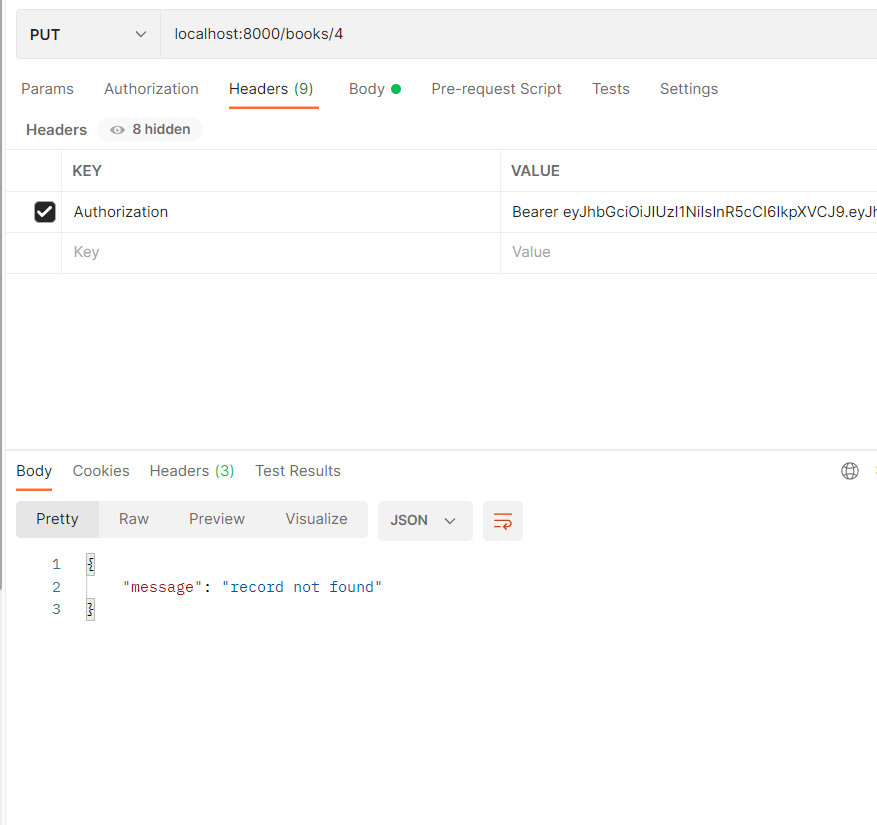 PUT localhost:8000/books/4
Params Authorization Headers (9) Body Pre-request Script Tests Settings
Headers 8 hidden
KEY VALUE
Authorization Bearer eyJhbGciOiJIUzI1NiIsInR5cCI6IkpXVCJ9.eyJh
Key Value
Body Cookies Headers (3) Test Results
Pretty Raw Preview Visualize JSON
1 {
2 "message": "record not found"
3 }